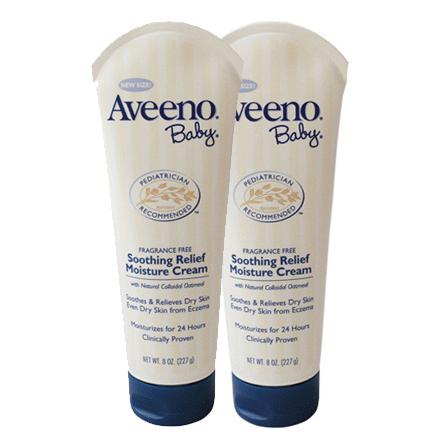 NEW SIZE!
Aveeno.
Baby.
PEDIATRICIAN
RECOMMENDED
FRAGRANCE FREE
Soothing Relief
Moisture Cream
with Natural Colloidal Oatmeal
Soothes & Relieves Dry Skin
Even Dry Skin from Eczema
Moisturizes for 24 Hours
Clinically Proven
NET WT. 8 OZ. (227g)
veeno.
Baby.
PEDIATRICIAN
RECOMMENDED
FRAGRANCE FREE
Soothing Relief
Moisture Cream
with Natural Colloidal Oatmeal
othes & Relieves Dry Skin
en Dry Skin from Eczema
Moisturizes for 24 Hours
Clinically Proven
NET WT. 8 OZ. (227g)